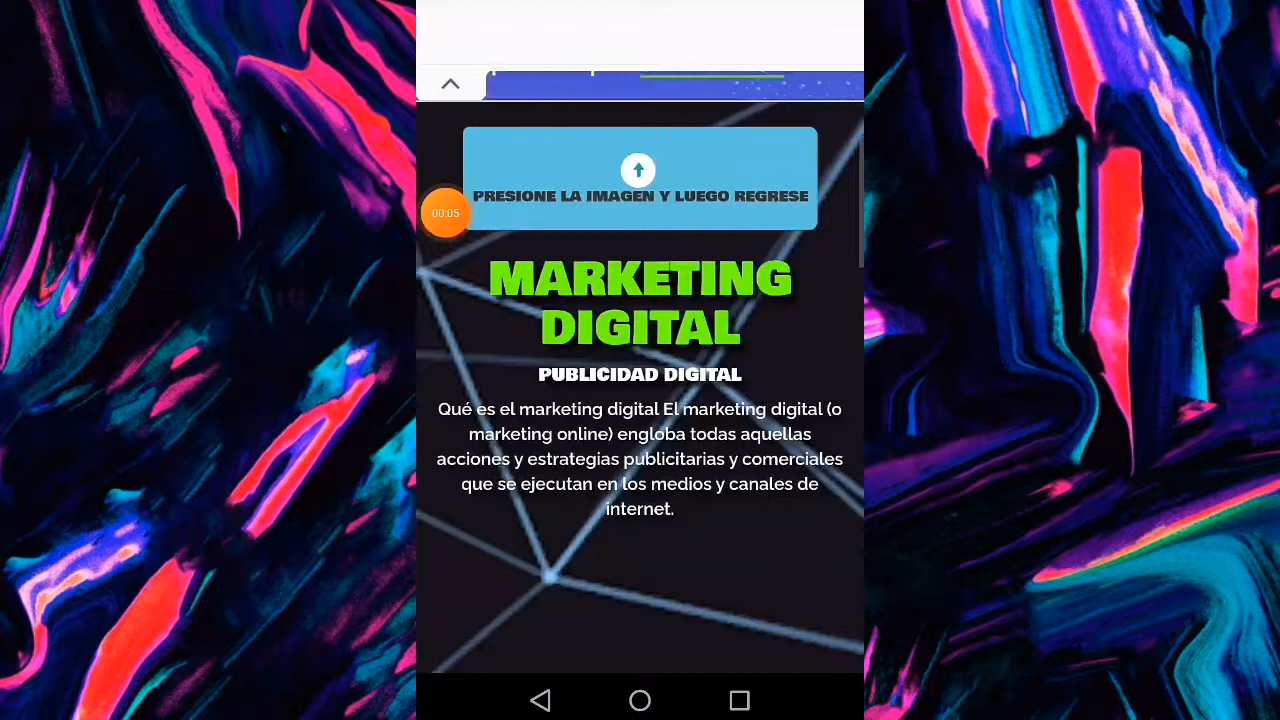 PRESIONE LA IMAGEN Y LUEGO REGRESE
00:05
MARKETING
DIGITAL
PUBLICIDAD DIGITAL
Qué es el marketing digital El marketing digital (o
marketing online) engloba todas aquellas
acciones y estrategias publicitarias y comerciales
que se ejecutan en los medios y canales de
internet.